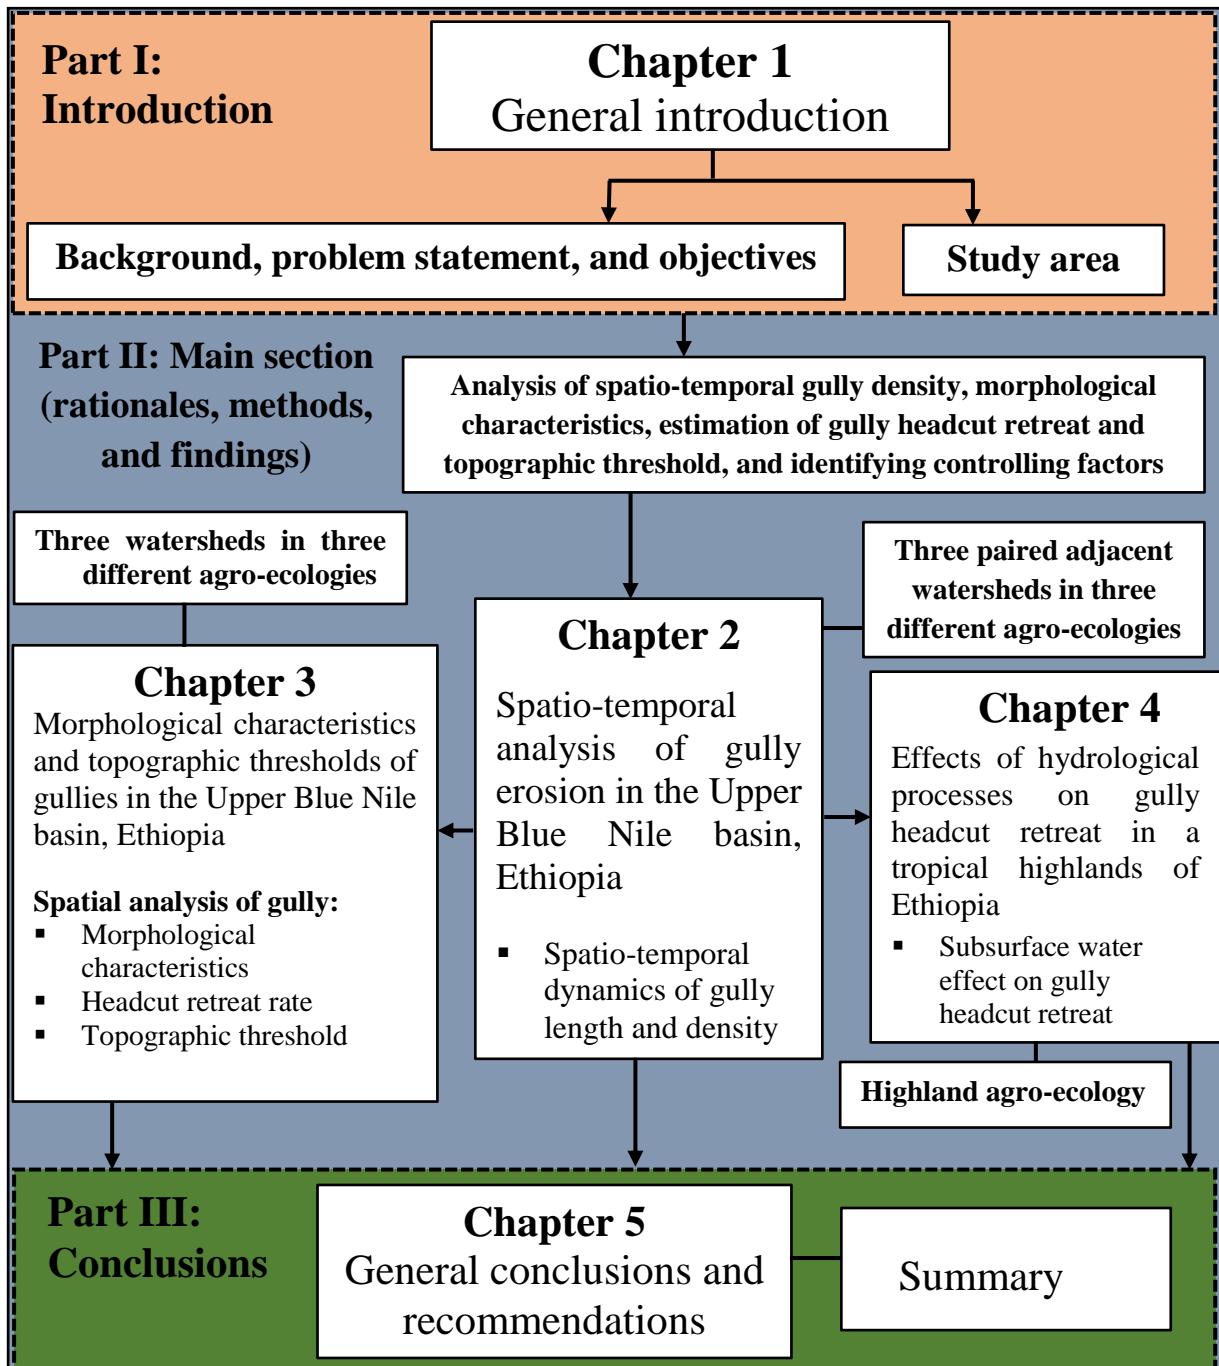 Part I:
Introduction
Chapter 1
General introduction
Background, problem statement, and objectives
Study area
Part II: Main section
(rationales, methods,
and findings)
Analysis of spatio-temporal gully density, morphological
characteristics, estimation of gully headcut retreat and
topographic threshold, and identifying controlling factors
Three watersheds in three
different agro-ecologies
Three paired adjacent
watersheds in three
different agro-ecologies
Chapter 3
Morphological characteristics
and topographic thresholds of
gullies in the Upper Blue Nile
basin, Ethiopia
Spatial analysis of gully:
▪ Morphological
characteristics
▪ Headcut retreat rate
▪ Topographic threshold
Chapter 2
Spatio-temporal
analysis of gully
erosion in the Upper
Blue Nile basin,
Ethiopia
▪ Spatio-temporal
dynamics of gully
length and density
Chapter 4
Effects of hydrological
processes on gully
headcut retreat in a
tropical highlands of
Ethiopia
▪ Subsurface water
effect on gully
headcut retreat
Highland agro-ecology
Part III:
Conclusions
Chapter 5
General conclusions and
recommendations
Summary